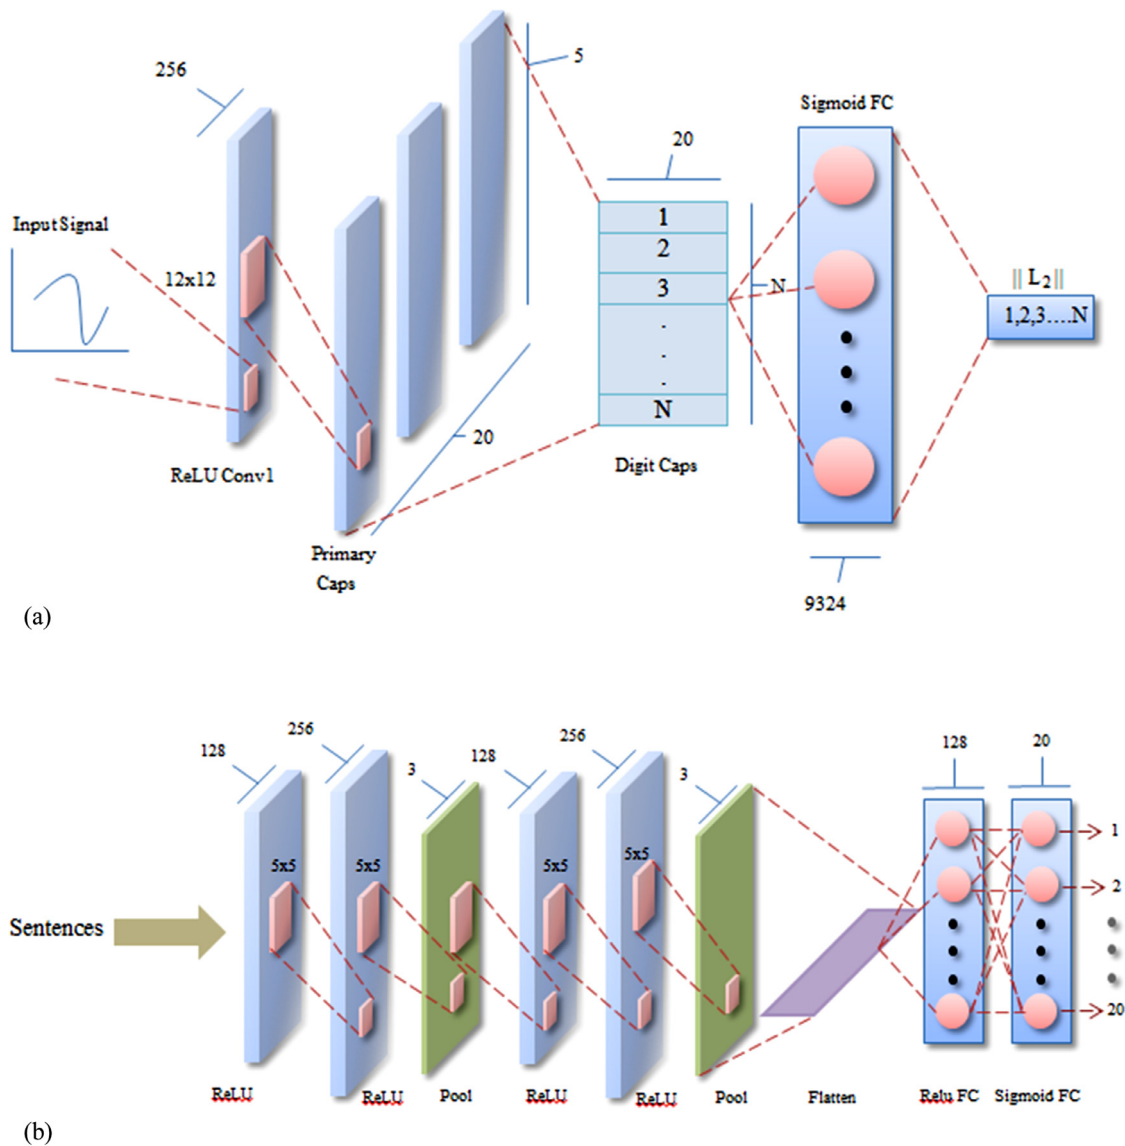 5
Sigmoid FC
256
20
Input Signal
12x12
1
2
3
.
.
.
N
N
|| L2||
1,2,3....N
20
ReLU Conv1
Digit Caps
Primary
Caps
9324
(a)
128
256
3
128
256
3
128
20
5x5
5x5
5x5
5x5
Sentences
1
2
20
ReLU
ReLU
Pool
ReLU
ReLU
Pool
Flatten
Relu FC
Sigmoid FC
(b)